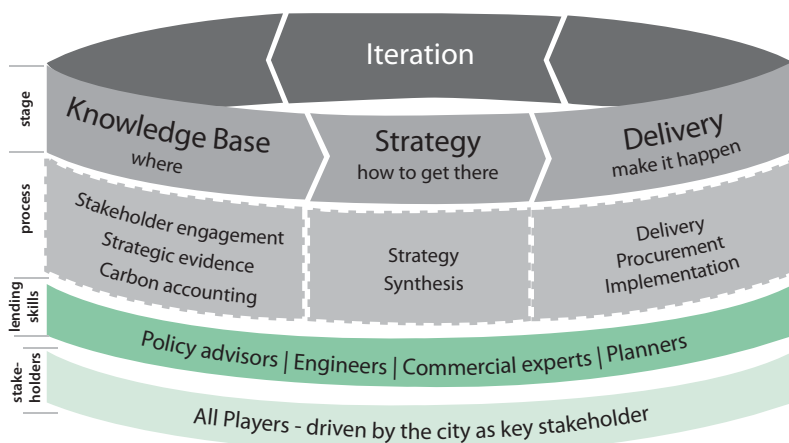 Iteration
stage
Knowledge Base
where
Strategy
how to get there
Delivery
make it happen
process
Stakeholder engagement
Strategic evidence
Carbon accounting
Strategy
Synthesis
Delivery
Procurement
Implementation
lending
skills
Policy advisors | Engineers | Commercial experts | Planners
stake-
holders
All Players - driven by the city as key stakeholder